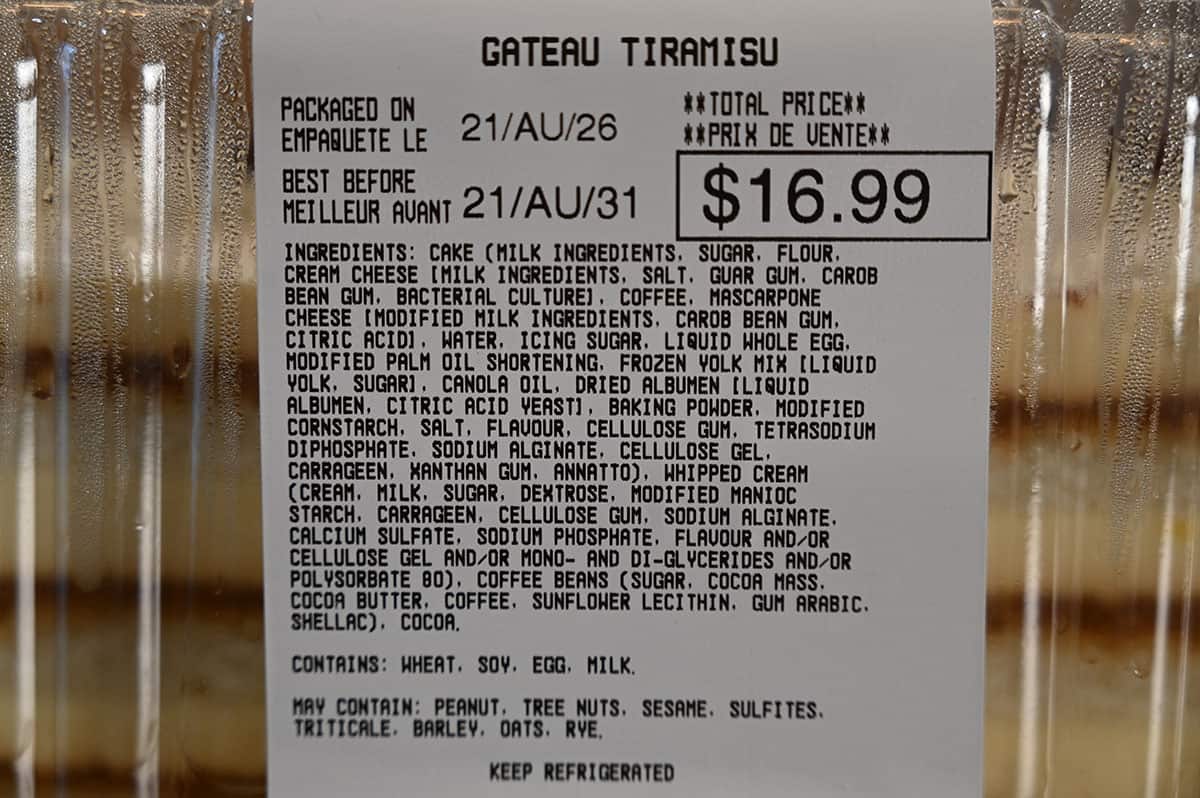 GATEAU TIRAMISU
PACKAGED ON
EMPAQUETE LE
21/AU/26
**TOTAL PRICE**
**PRIX DE VENTE**
BEST BEFORE
MEILLEUR AVANT
21/AU/31
$16.99
INGREDIENTS: CAKE (MILK INGREDIENTS, SUGAR, FLOUR,
CREAM CHEESE [MILK INGREDIENTS, SALT, GUAR GUM, CAROB
BEAN GUM, BACTERIAL CULTURE], COFFEE, MASCARPONE
CHEESE [MODIFIED MILK INGREDIENTS, CAROB BEAN GUM,
CITRIC ACID], WATER, ICING SUGAR, LIQUID WHOLE EGG,
MODIFIED PALM OIL SHORTENING, FROZEN YOLK MIX [LIQUID
YOLK, SUGAR], CANOLA OIL, DRIED ALBUMEN [LIQUID
ALBUMEN, CITRIC ACID YEAST], BAKING POWDER, MODIFIED
CORNSTARCH, SALT, FLAVOUR, CELLULOSE GUM, TETRASODIUM
DIPHOSPHATE, SODIUM ALGINATE, CELLULOSE GEL,
CARRAGEEN, XANTHAN GUM, ANNATTO), WHIPPED CREAM
(CREAM, MILK, SUGAR, DEXTROSE, MODIFIED MANIOC
STARCH, CARRAGEEN, CELLULOSE GUM, SODIUM ALGINATE,
CALCIUM SULFATE, SODIUM PHOSPHATE, FLAVOUR AND/OR
CELLULOSE GEL AND/OR MONO- AND DI-GLYCERIDES AND/OR
POLYSORBATE 80), COFFEE BEANS (SUGAR, COCOA MASS,
COCOA BUTTER, COFFEE, SUNFLOWER LECITHIN, GUM ARABIC,
SHELLAC), COCOA.
CONTAINS: WHEAT, SOY, EGG, MILK.
MAY CONTAIN: PEANUT, TREE NUTS, SESAME, SULFITES,
TRITICALE, BARLEY, OATS, RYE.
KEEP REFRIGERATED